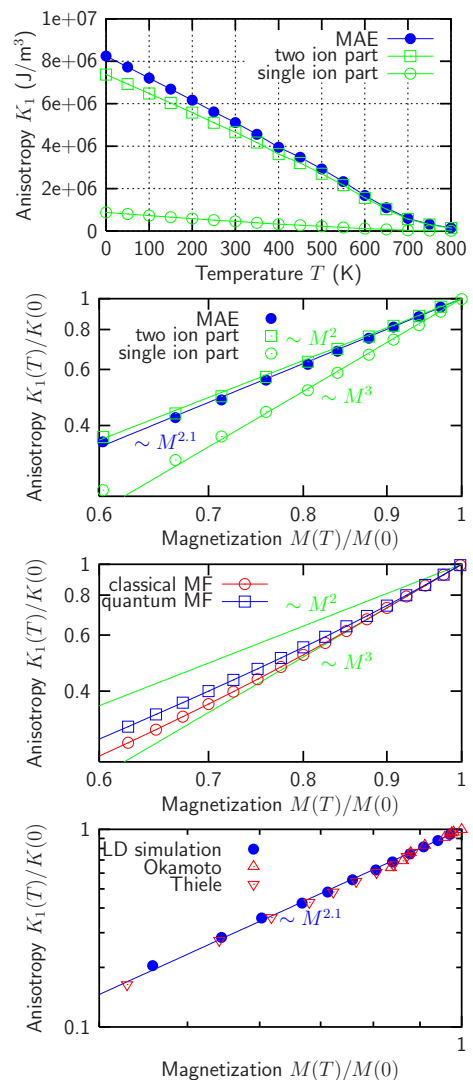 Anisotropy K₁ (J/m³)
8e+06
6e+06
4e+06
2e+06
0
MAE
two ion part
single ion part
0 100 200 300 400 500 600 700 800
Temperature T (K)
Anisotropy K₁(T)/K(0)
1
0.8
0.6
0.4
MAE
two ion part
single ion part
∼ M²
∼ M³
∼ M²·¹
0.6 0.7 0.8 0.9 1
Magnetization M(T)/M(0)
Anisotropy K₁(T)/K(0)
1
0.8
0.6
0.4
classical MF
quantum MF
∼ M²
∼ M³
0.6 0.7 0.8 0.9 1
Magnetization M(T)/M(0)
Anisotropy K₁(T)/K(0)
1
0.1
LD simulation
Okamoto
Thiele
∼ M²·¹
1
Magnetization M(T)/M(0)